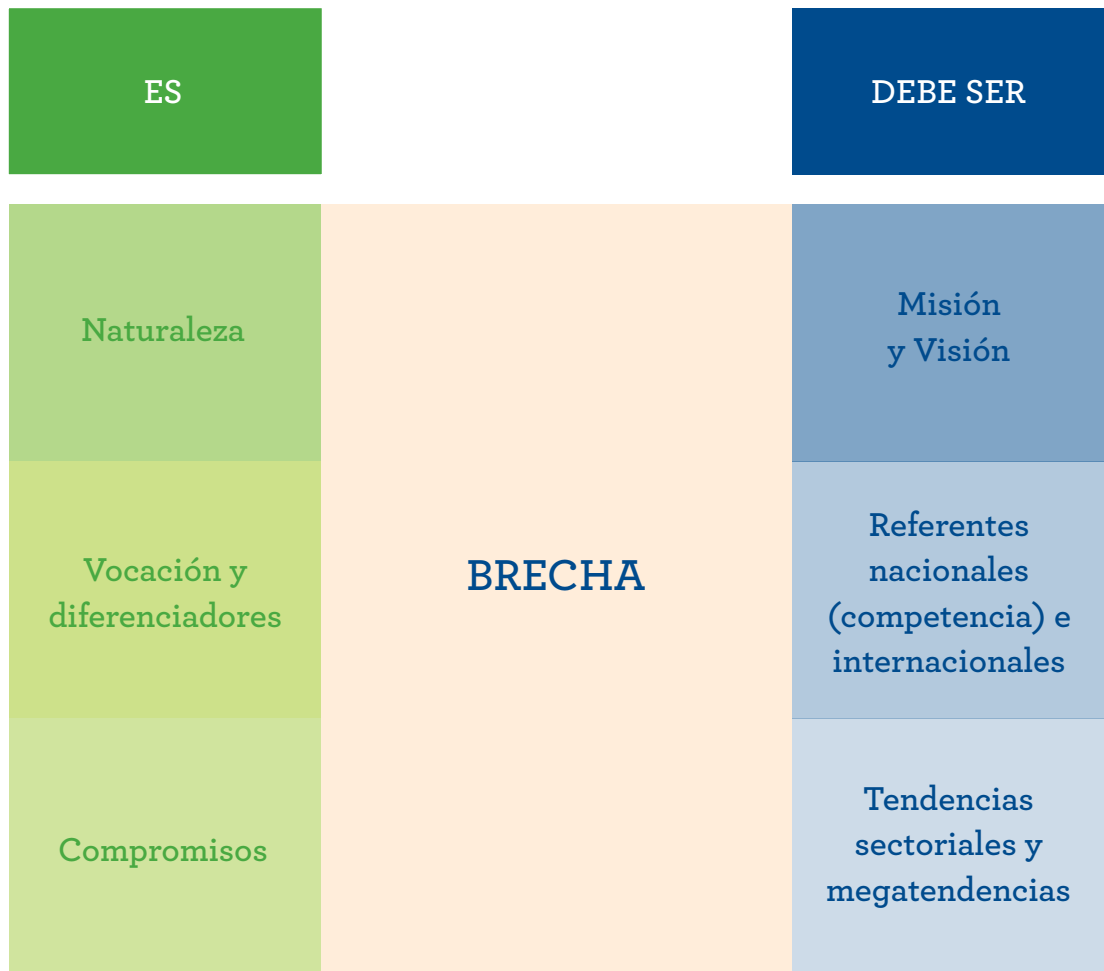 ES
DEBE SER
Naturaleza
Misión
y Visión
Vocación y
diferenciadores
BRECHA
Referentes
nacionales
(competencia) e
internacionales
Compromisos
Tendencias
sectoriales y
megatendencias